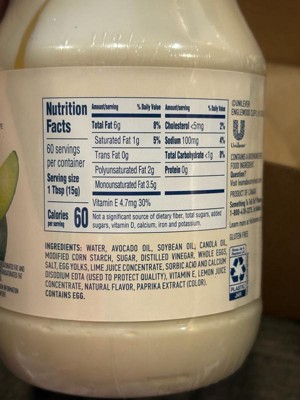 Nutrition Facts
60 servings per container
Serving size
1 Tbsp (15g)
Calories
per serving
60
Amount/serving % Daily Value
Total Fat 6g 8%
Saturated Fat 1g 5%
Trans Fat 0g
Polyunsaturated Fat 2g
Monounsaturated Fat 3.5g
Amount/serving % Daily Value
Cholesterol <5mg 2%
Sodium 100mg 4%
Total Carbohydrate <1g 0%
Protein 0g
Vitamin E 4.7mg 30%
Not a significant source of dietary fiber, total sugars, added
sugars, vitamin D, calcium, iron and potassium.
INGREDIENTS: WATER, AVOCADO OIL, SOYBEAN OIL, CANOLA OIL,
MODIFIED CORN STARCH, SUGAR, DISTILLED VINEGAR, WHOLE EGGS,
SALT, EGG YOLKS, LIME JUICE CONCENTRATE, SORBIC ACID AND CALCIUM
DISODIUM EDTA (USED TO PROTECT QUALITY), VITAMIN E, LEMON JUICE
CONCENTRATE, NATURAL FLAVOR, PAPRIKA EXTRACT (COLOR).
CONTAINS EGG.
©UNILEVER
ENGLEWOOD
Unilever
GLUTEN FREE
PLASTIC
JAR